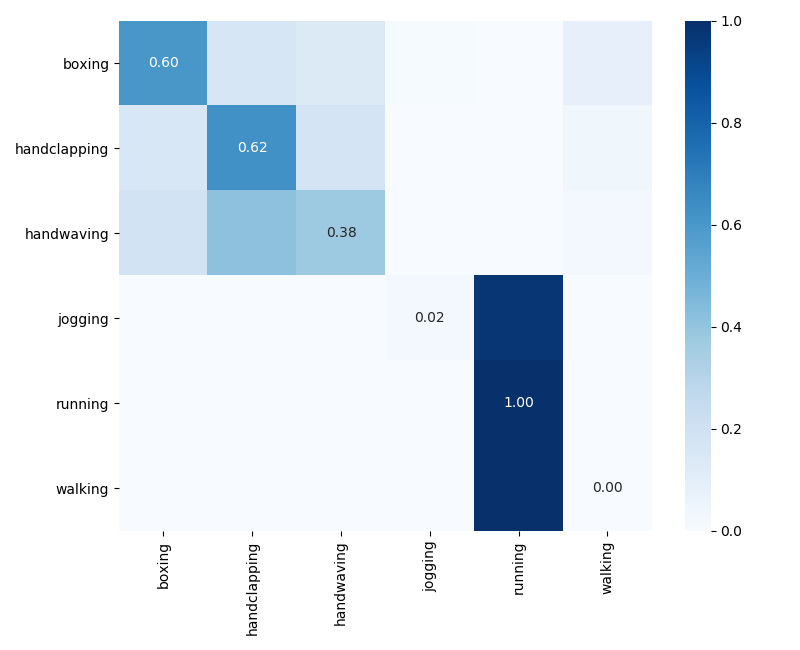 boxing
handclapping
handwaving
jogging
running
walking
0.60
0.62
0.38
0.02
1.00
0.00
boxing
handclapping
handwaving
jogging
running
walking
1.0
0.8
0.6
0.4
0.2
0.0